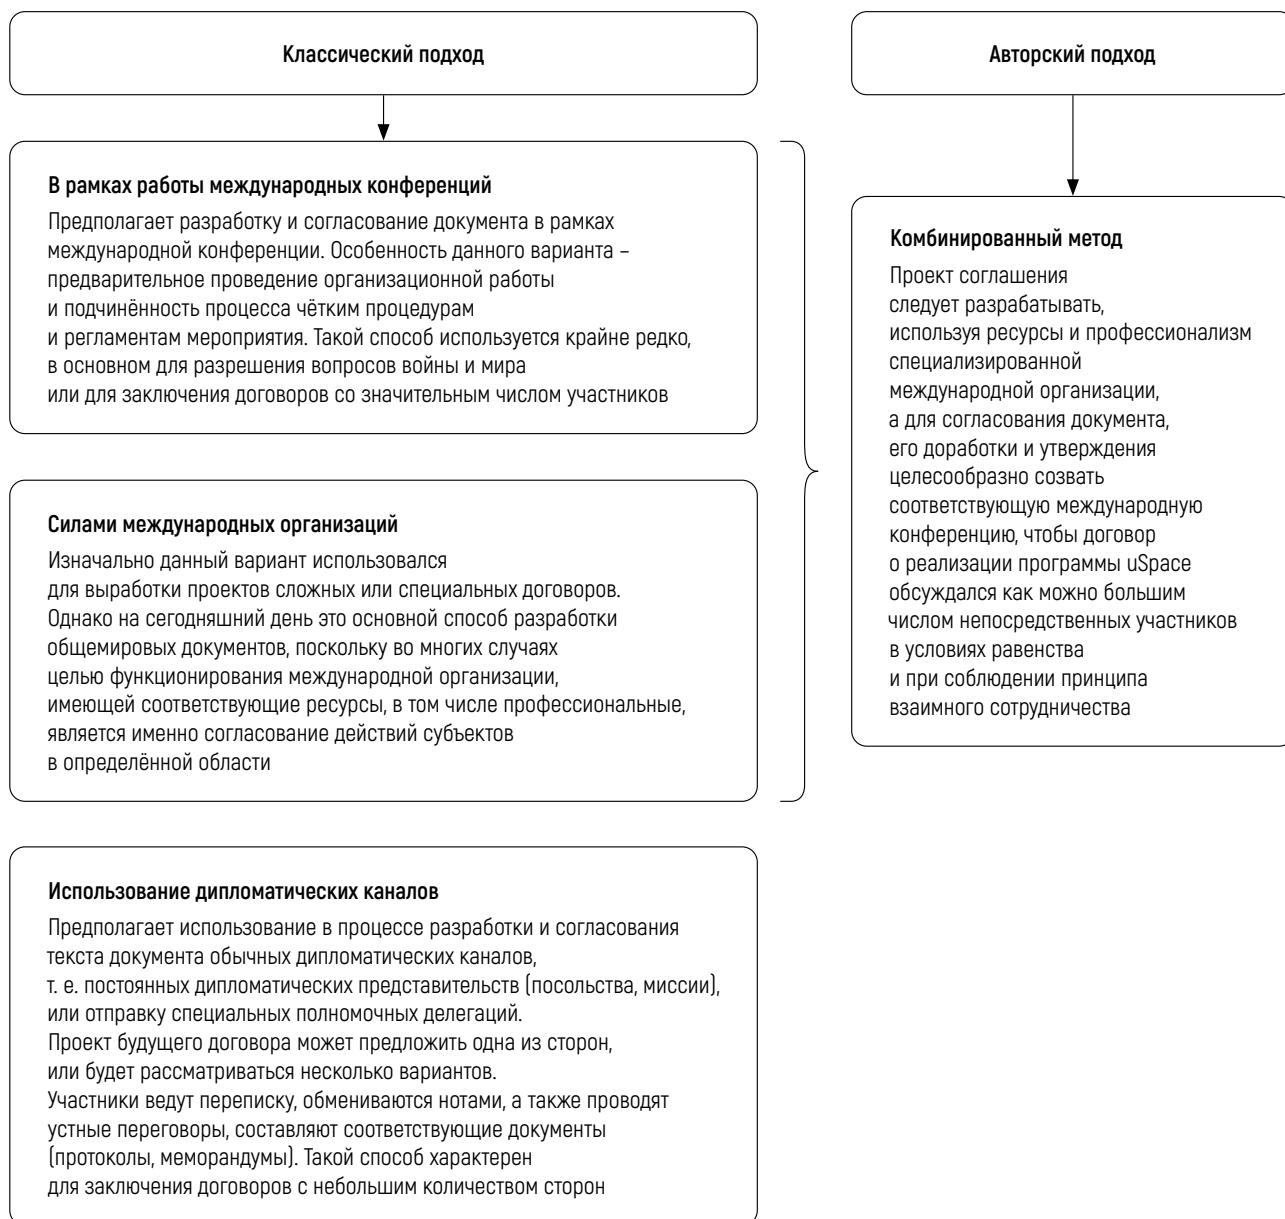 Классический подход
Авторский подход
В рамках работы международных конференций
Предполагает разработку и согласование документа в рамках
международной конференции. Особенность данного варианта –
предварительное проведение организационной работы
и подчинённость процесса чётким процедурам
и регламентам мероприятия. Такой способ используется крайне редко,
в основном для разрешения вопросов войны и мира
или для заключения договоров со значительным числом участников
Силами международных организаций
Изначально данный вариант использовался
для выработки проектов сложных или специальных договоров.
Однако на сегодняшний день это основной способ разработки
общемировых документов, поскольку во многих случаях
целью функционирования международной организации,
имеющей соответствующие ресурсы, в том числе профессиональные,
является именно согласование действий субъектов
в определённой области
Использование дипломатических каналов
Предполагает использование в процессе разработки и согласования
текста документа обычных дипломатических каналов,
т. е. постоянных дипломатических представительств (посольства, миссии),
или отправку специальных полномочных делегаций.
Проект будущего договора может предложить одна из сторон,
или будет рассматриваться несколько вариантов.
Участники ведут переписку, обмениваются нотами, а также проводят
устные переговоры, составляют соответствующие документы
(протоколы, меморандумы). Такой способ характерен
для заключения договоров с небольшим количеством сторон
Комбинированный метод
Проект соглашения
следует разрабатывать,
используя ресурсы и профессионализм
специализированной
международной организации,
а для согласования документа,
его доработки и утверждения
целесообразно созвать
соответствующую международную
конференцию, чтобы договор
о реализации программы uSpace
обсуждался как можно большим
числом непосредственных участников
в условиях равенства
и при соблюдении принципа
взаимного сотрудничества